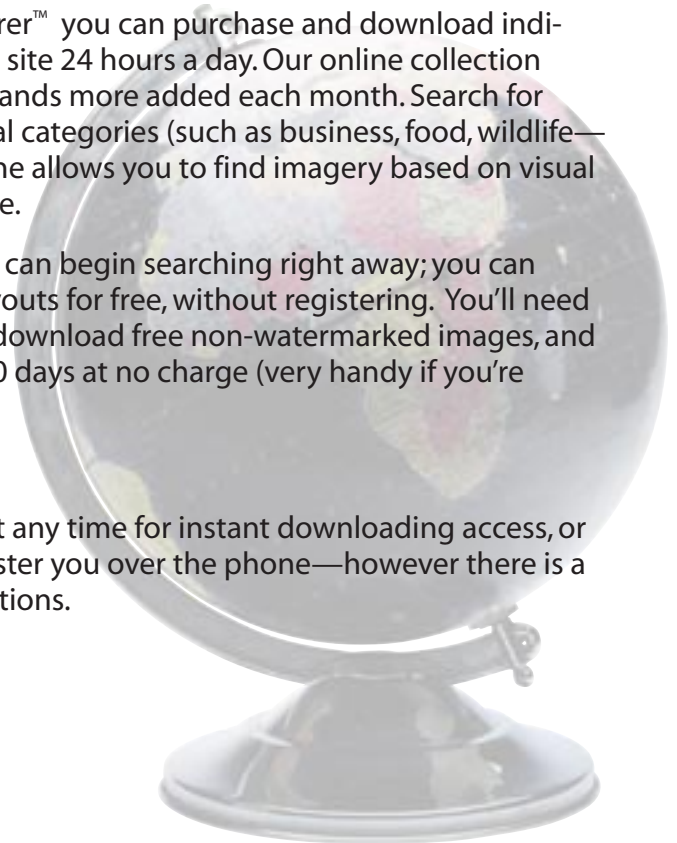 rer™ you can purchase and download indi-
site 24 hours a day. Our online collection
ands more added each month. Search for
al categories (such as business, food, wildlife—
ne allows you to find imagery based on visual
e.
can begin searching right away; you can
outs for free, without registering. You’ll need
download free non-watermarked images, and
0 days at no charge (very handy if you’re
t any time for instant downloading access, or
ster you over the phone—however there is a
tions.